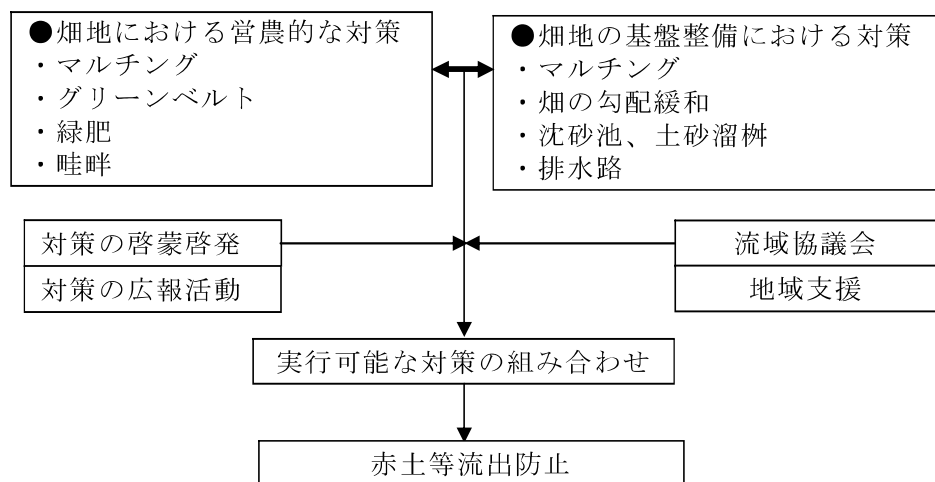 ●畑地における営農的な対策
・マルチング
・グリーンベルト
・緑肥
・畦畔
●畑地の基盤整備における対策
・マルチング
・畑の勾配緩和
・沈砂池、土砂溜桝
・排水路
対策の啓蒙啓発
対策の広報活動
流域協議会
地域支援
実行可能な対策の組み合わせ
赤土等流出防止